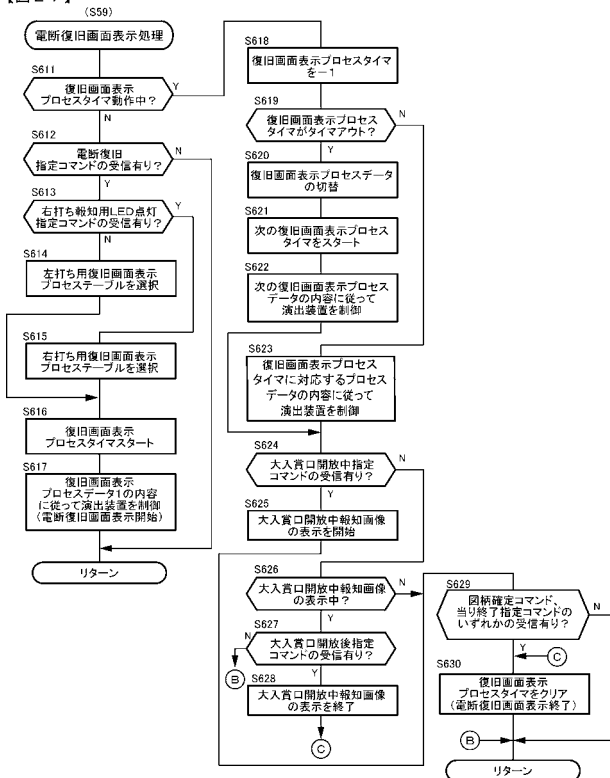 (S59)
電断復旧画面表示処理
S611
復旧画面表示
プロセスタイマ動作中？
Y
N
S612
電断復旧
指定コマンドの受信有り？
N
Y
S613
右打ち報知用LED点灯
指定コマンドの受信有り？
Y
N
S614
左打ち用復旧画面表示
プロセステーブルを選択
S615
右打ち用復旧画面表示
プロセステーブルを選択
S616
復旧画面表示
プロセスタイマスタート
S617
復旧画面表示
プロセスデータ1の内容
に従って演出装置を制御
(電断復旧画面表示開始)
リターン
S618
復旧画面表示プロセスタイマ
を－1
S619
復旧画面表示プロセス
タイマがタイムアウト？
N
Y
S620
復旧画面表示プロセスデータ
の切替
S621
次の復旧画面表示プロセス
タイマをスタート
S622
次の復旧画面表示プロセス
データの内容に従って
演出装置を制御
S623
復旧画面表示プロセス
タイマに対応するプロセス
データの内容に従って
演出装置を制御
S624
大入賞口開放中指定
コマンドの受信有り？
N
Y
S625
大入賞口開放中報知画像
の表示を開始
S626
大入賞口開放中報知画像
の表示中？
N
Y
S627
大入賞口開放後指定
コマンドの受信有り？
N
B
Y
S628
大入賞口開放中報知画像
の表示を終了
C
S629
図柄確定コマンド、
当り終了指定コマンドの
いずれかの受信有り？
N
Y
C
S630
復旧画面表示
プロセスタイマをクリア
(電断復旧画面表示終了)
B
リターン